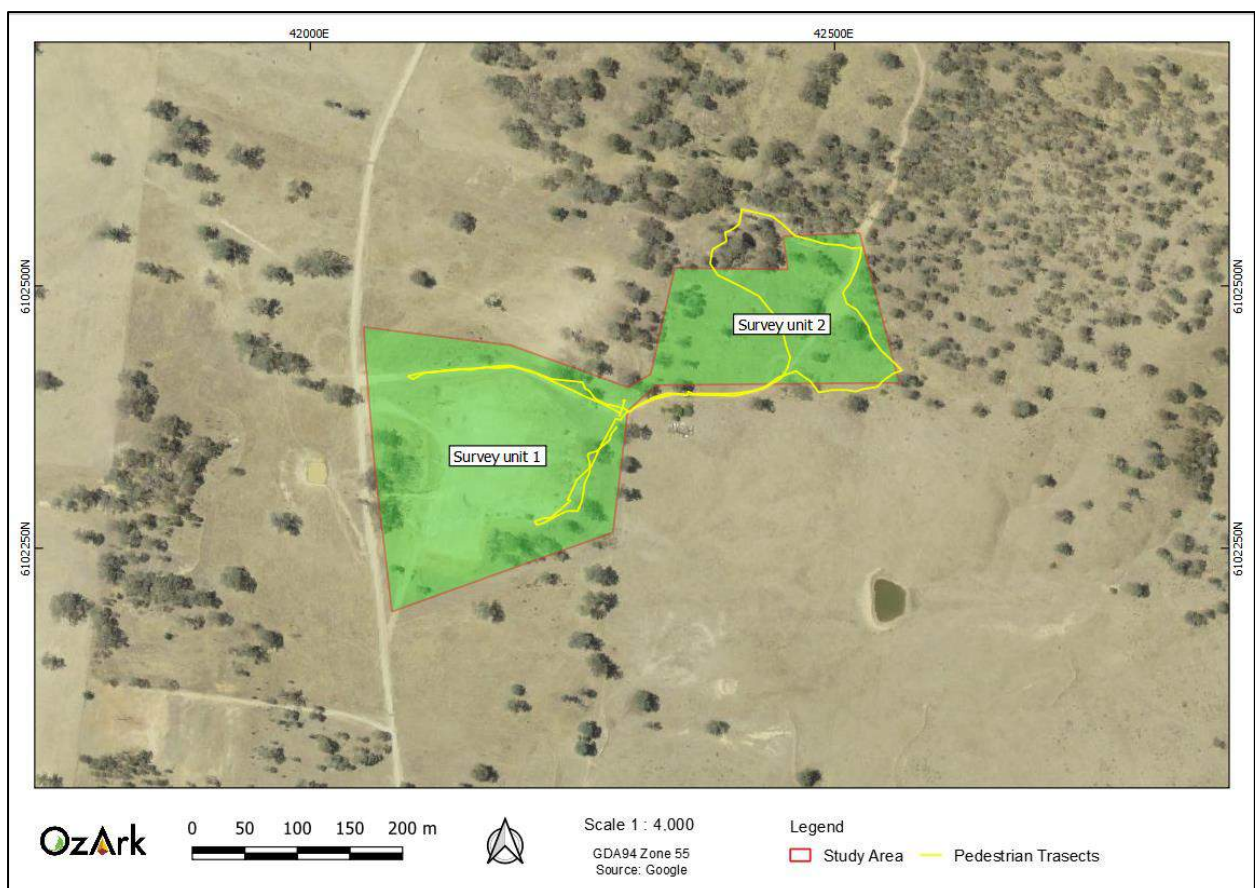 42000E
42500E
6102500N
6102500N
Survey unit 2
Survey unit 1
6102250N
6102250N
OzArk
0 50 100 150 200 m
Scale 1 : 4.000
GDA94 Zone 55
Source: Google
Legend
Study Area
Pedestrian Trasects